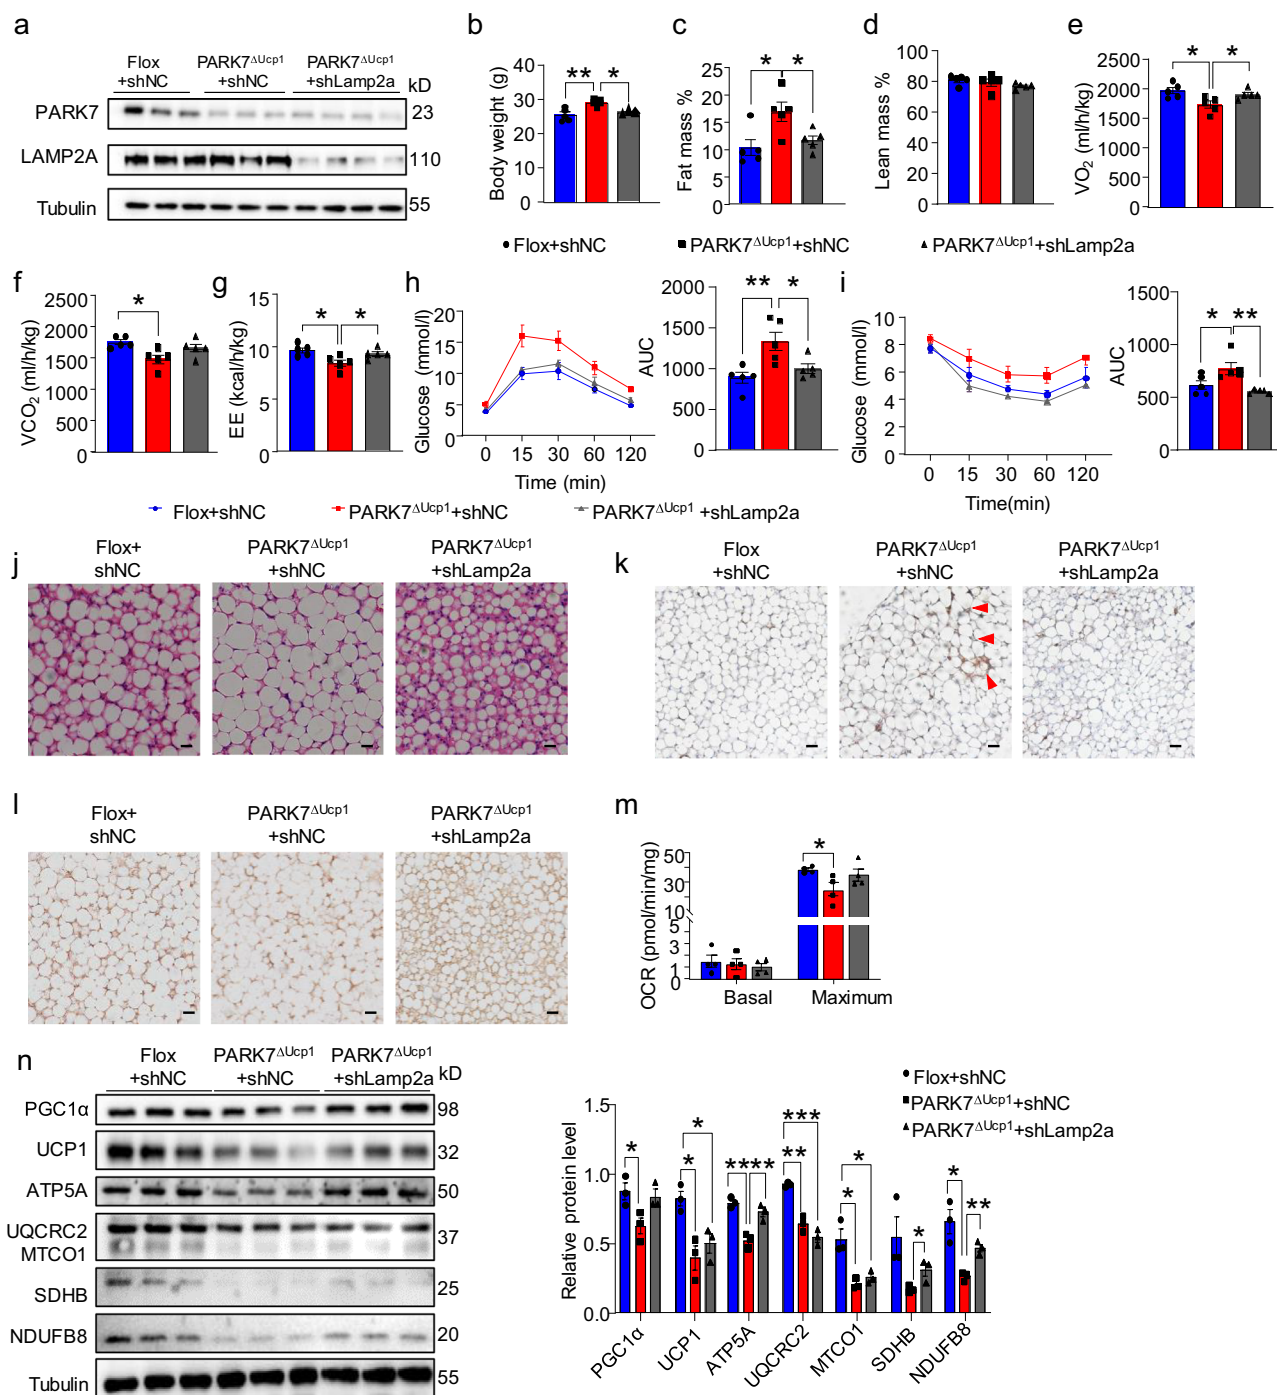 a
Flox
+shNC
PARK7ΔUcp1
+shNC
PARK7ΔUcp1
+shLamp2a
kD
PARK7
23
LAMP2A
110
Tubulin
55
b
Body weight (g)
40
30
20
10
0
**
*
c
Fat mass %
25
20
15
10
5
0
*
*
d
Lean mass %
100
80
60
40
20
0
e
VO2 (ml/h/kg)
2500
2000
1500
1000
500
0
*
*
Flox+shNC
PARK7ΔUcp1+shNC
PARK7ΔUcp1+shLamp2a
f
VCO2 (ml/h/kg)
2500
2000
1500
1000
500
0
*
g
EE (kcal/h/kg)
15
10
5
0
*
*
h
Glucose (mmol/l)
20
15
10
5
0
0
15
30
60
120
Time (min)
AUC
2000
1500
1000
500
0
**
*
i
Glucose (mmol/l)
10
8
6
4
2
0
0
15
30
60
120
Time(min)
AUC
1500
1000
500
0
*
**
Flox+shNC
PARK7ΔUcp1+shNC
PARK7ΔUcp1 +shLamp2a
j
Flox+
shNC
PARK7ΔUcp1
+shNC
PARK7ΔUcp1
+shLamp2a
k
Flox
+shNC
PARK7ΔUcp1
+shNC
PARK7ΔUcp1
+shLamp2a
l
Flox+
shNC
PARK7ΔUcp1
+shNC
PARK7ΔUcp1
+shLamp2a
m
OCR (pmol/min/mg)
50
30
10
5
3
1
0
*
Basal
Maximum
n
Flox
+shNC
PARK7ΔUcp1
+shNC
PARK7ΔUcp1
+shLamp2a
kD
PGC1α
98
UCP1
32
ATP5A
50
UQCRC2
37
MTCO1
SDHB
25
NDUFB8
20
Tubulin
55
Flox+shNC
PARK7ΔUcp1+shNC
PARK7ΔUcp1+shLamp2a
Relative protein level
1.5
1.0
0.5
0.0
*
*
*
**
**
***
**
*
*
*
*
**
PGC1α
UCP1
ATP5A
UQCRC2
MTCO1
SDHB
NDUFB8